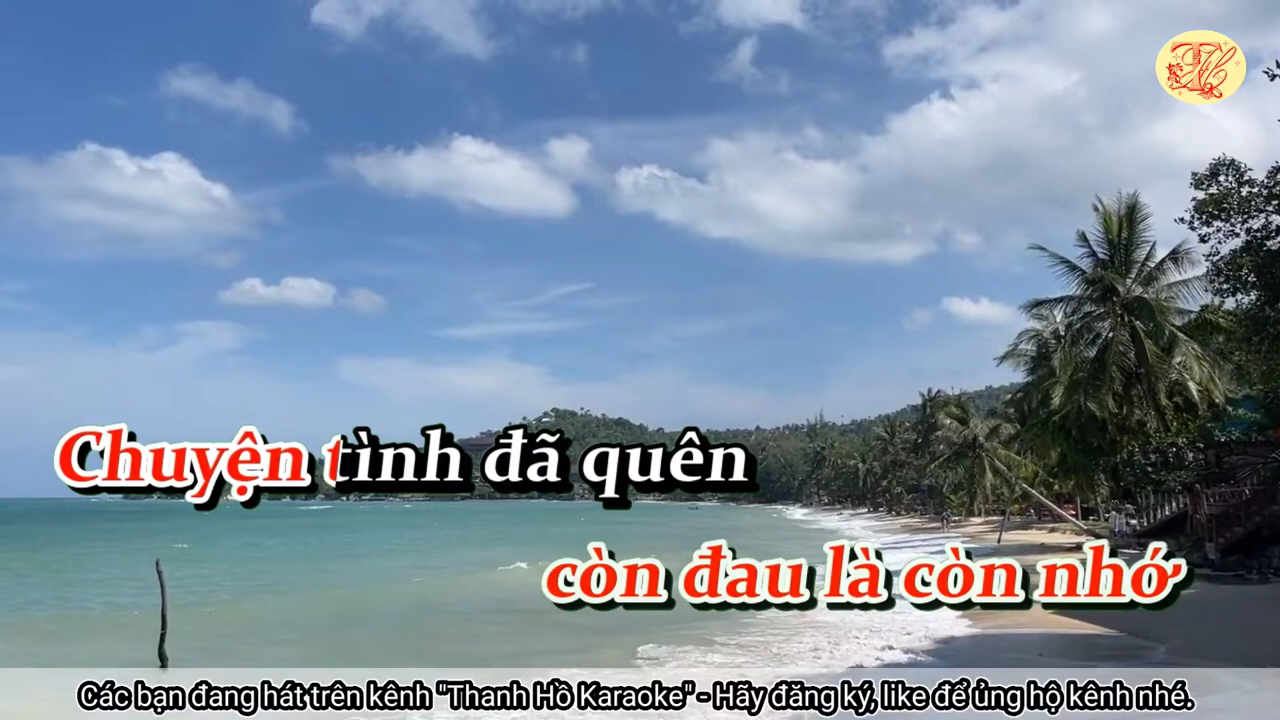 Chuyện tình đã quên
còn đau là còn nhớ
Các bạn đang hát trên kênh "Thanh Hồ Karaoke" - Hãy đăng ký, like để ủng hộ kênh nhé.